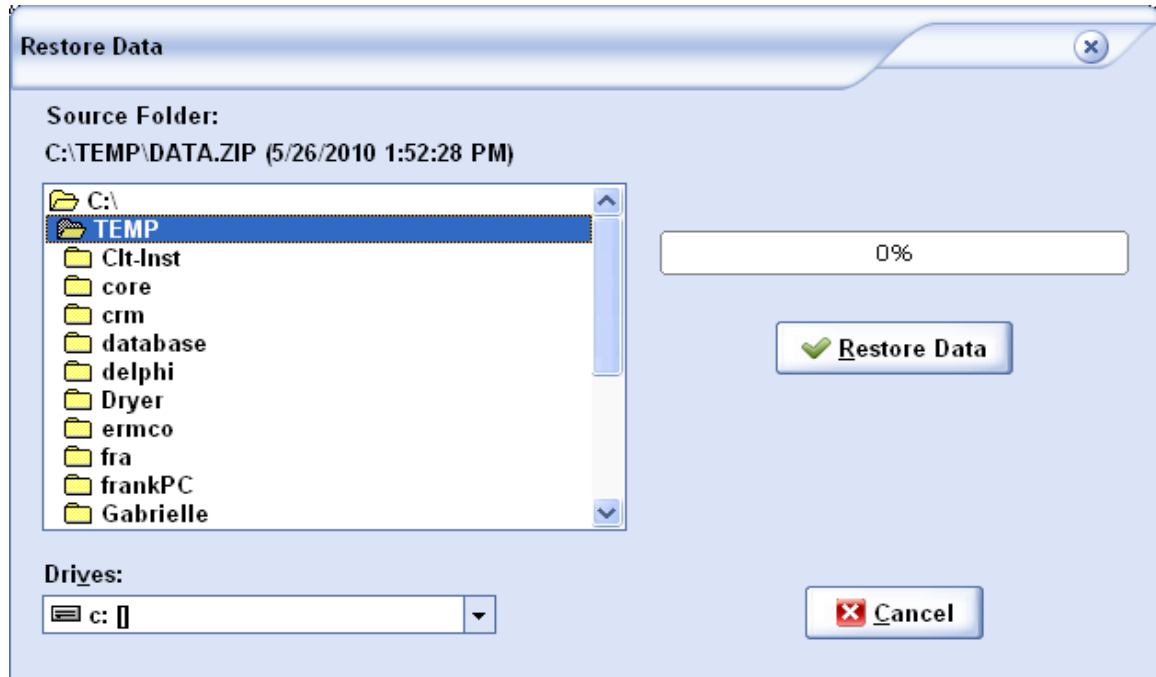 Restore Data
Source Folder:
C:\TEMP\DATA.ZIP (5/26/2010 1:52:28 PM)
C:\
TEMP
Clt-Inst
core
crm
database
delphi
Dryer
ermco
fra
frankPC
Gabrielle
0%
Restore Data
Drives:
c: []
Cancel